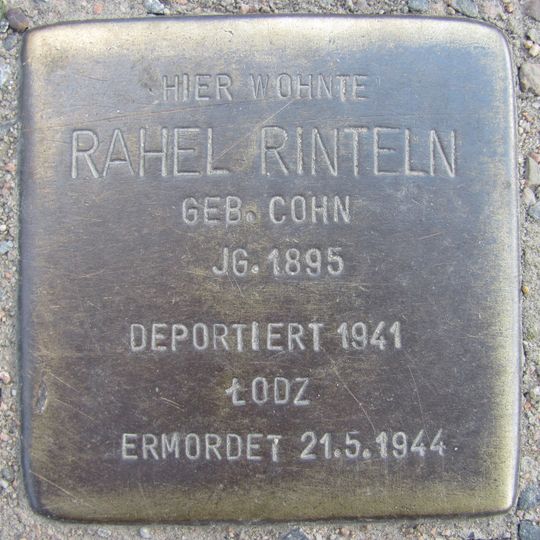 HIER WOHNTE
RAHEL RINTELN
GEB. COHN
JG. 1895
DEPORTIERT 1941
ŁODZ
ERMORDET 21.5.1944